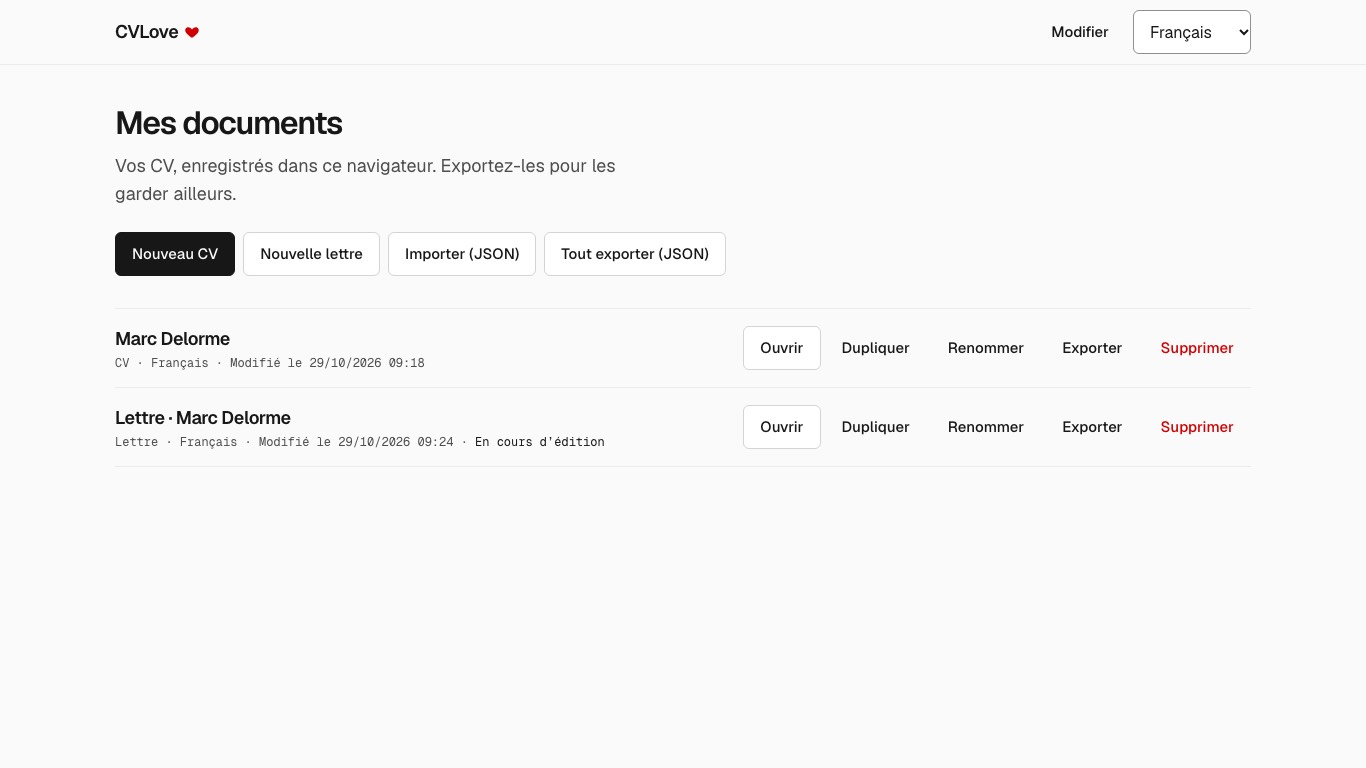 CVLove
Modifier
Français
Mes documents
Vos CV, enregistrés dans ce navigateur. Exportez-les pour les
garder ailleurs.
Nouveau CV
Nouvelle lettre
Importer (JSON)
Tout exporter (JSON)
Marc Delorme
CV · Français · Modifié le 29/10/2026 09:18
Ouvrir
Dupliquer
Renommer
Exporter
Supprimer
Lettre · Marc Delorme
Lettre · Français · Modifié le 29/10/2026 09:24 · En cours d’édition
Ouvrir
Dupliquer
Renommer
Exporter
Supprimer